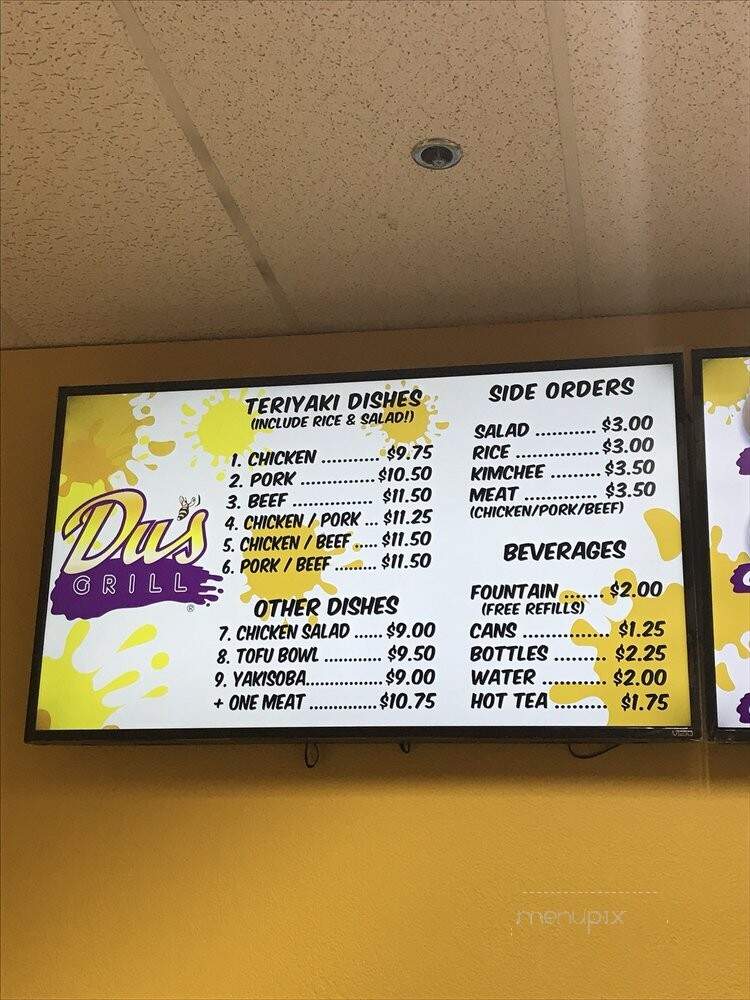 Du's
GRILL
®
TERIYAKI DISHES
(INCLUDE RICE & SALAD!)
1. CHICKEN ............ $9.75
2. PORK ................. $10.50
3. BEEF .................. $11.50
4. CHICKEN / PORK ... $11.25
5. CHICKEN / BEEF .... $11.50
6. PORK / BEEF ......... $11.50
OTHER DISHES
7. CHICKEN SALAD ...... $9.00
8. TOFU BOWL ............ $9.50
9. YAKISOBA............... $9.00
+ ONE MEAT .............. $10.75
SIDE ORDERS
SALAD ............ $3.00
RICE ................ $3.00
KIMCHEE .......... $3.50
MEAT .............. $3.50
(CHICKEN/PORK/BEEF)
BEVERAGES
FOUNTAIN ....... $2.00
(FREE REFILLS)
CANS ................. $1.25
BOTTLES .......... $2.25
WATER ............. $2.00
HOT TEA ........... $1.75
VIZIO
menupix